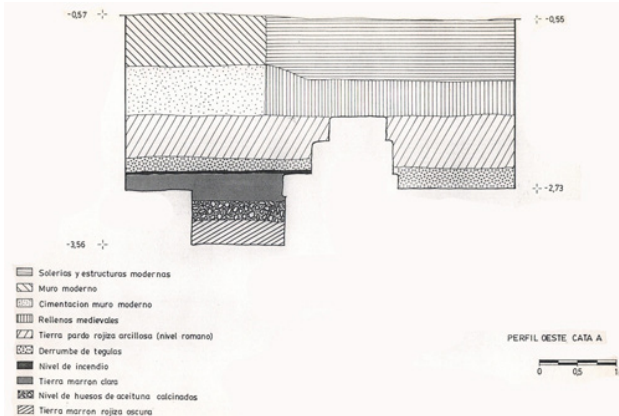 -0,57
-0,55
-2,73
-3,56
Solerias y estructuras modernas
Muro moderno
Cimentacion muro moderno
Rellenos medievales
Tierra pardo rojiza arcillosa (nivel romano)
Derrumbe de tegulas
Nivel de incendio
Tierra marron clara
Nivel de huesos de aceituna calcinados
Tierra marron rojiza oscura
PERFIL OESTE CATA A
0 0,5 1